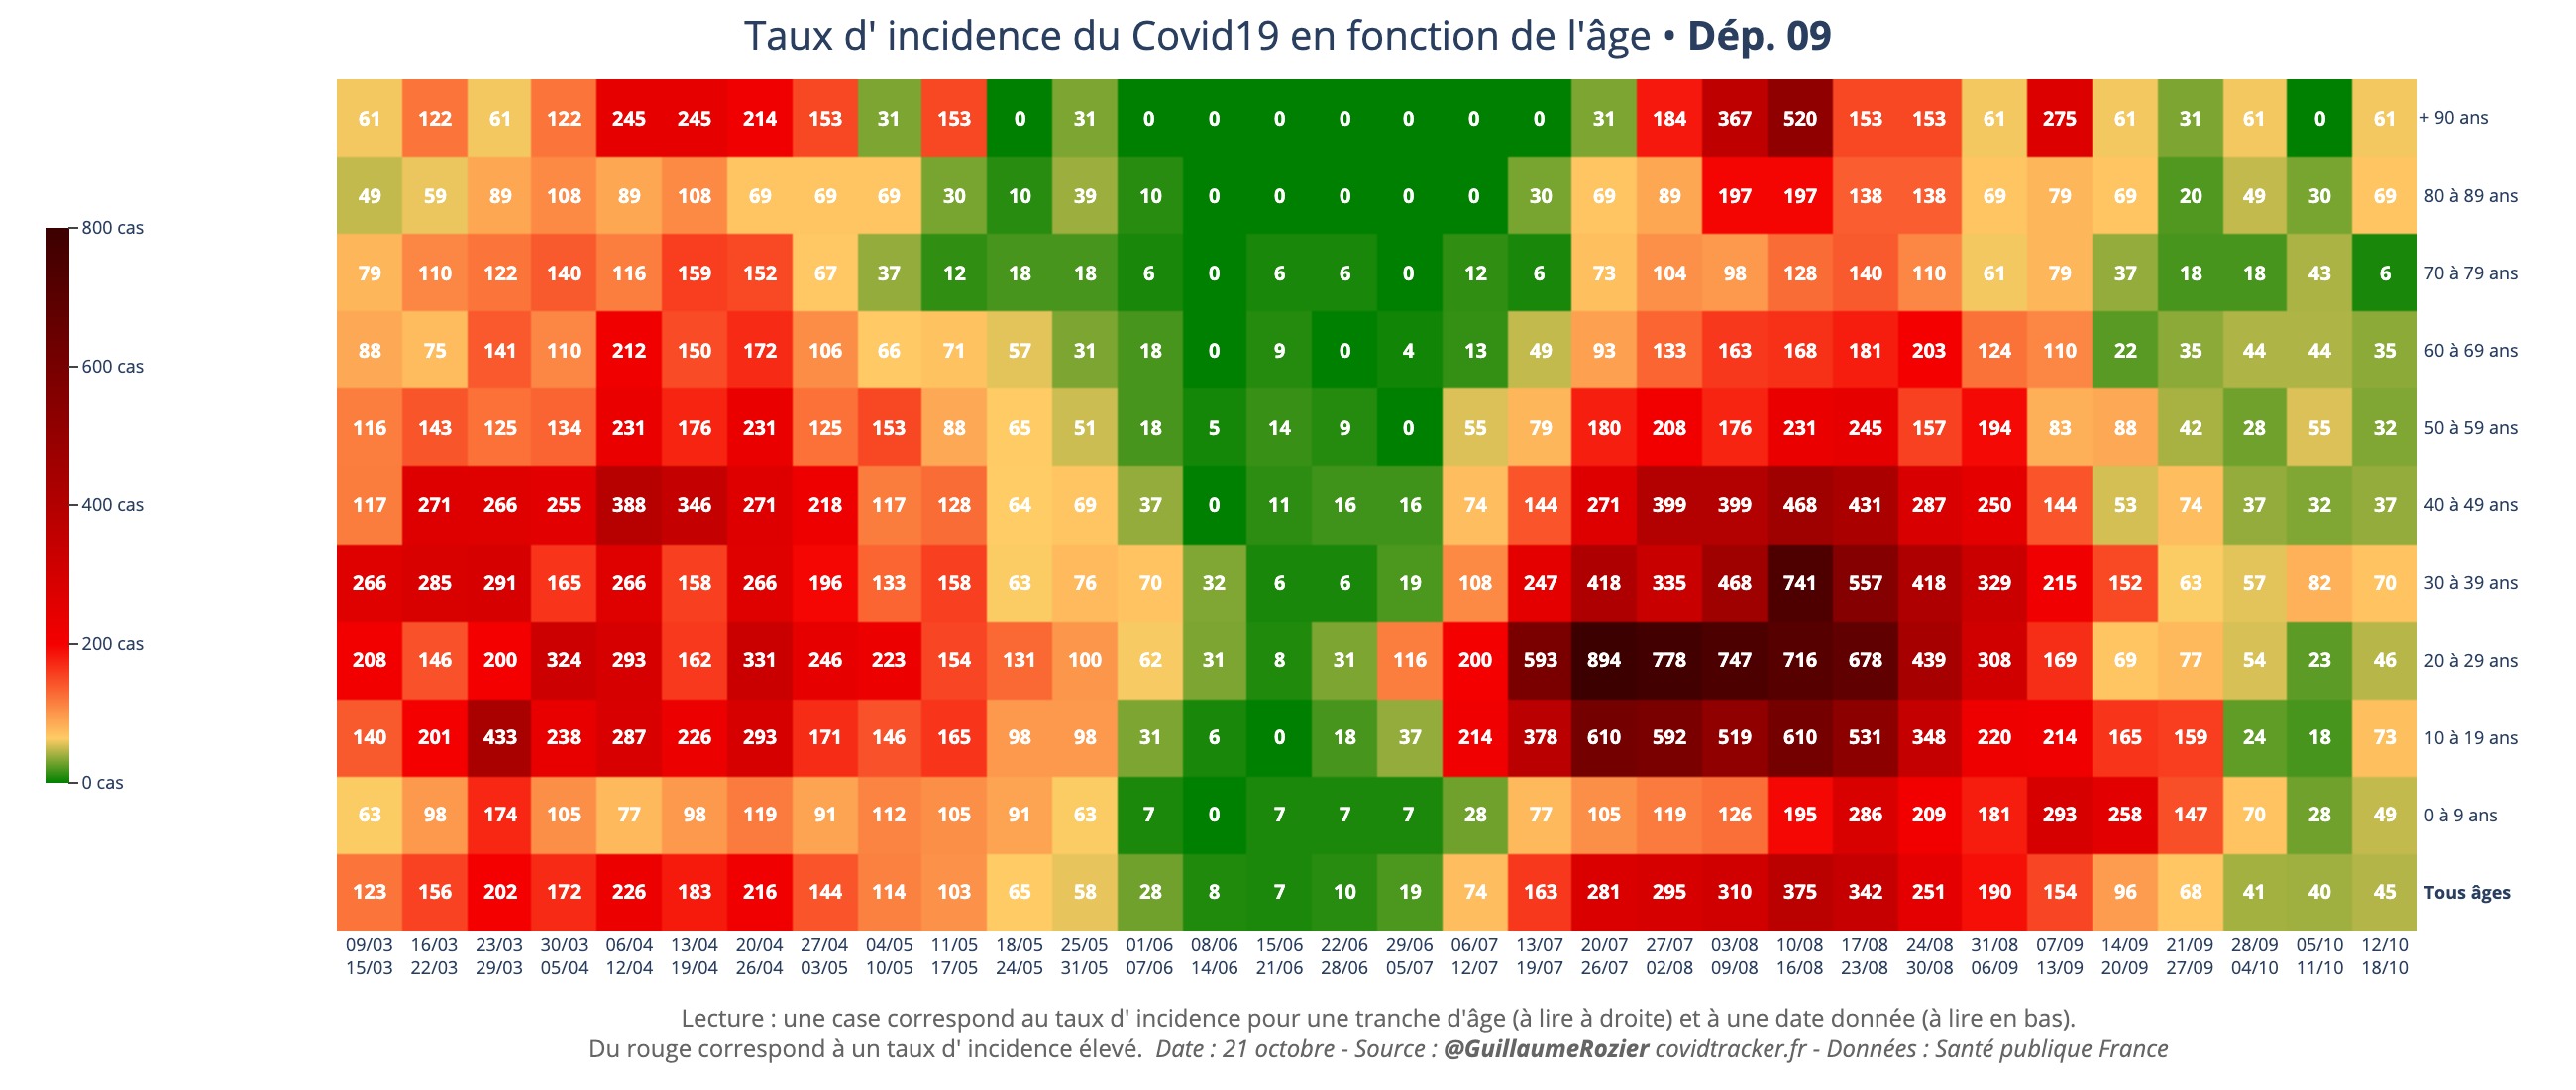 Taux d' incidence du Covid19 en fonction de l'âge • Dép. 09
800 cas
600 cas
400 cas
200 cas
0 cas
61 122 61 122 245 245 214 153 31 153 0 31 0 0 0 0 0 0 0 31 184 367 520 153 153 61 275 61 31 61 0 61 + 90 ans
49 59 89 108 89 108 69 69 69 30 10 39 10 0 0 0 0 0 30 69 89 197 197 138 138 69 79 69 20 49 30 69 80 à 89 ans
79 110 122 140 116 159 152 67 37 12 18 18 6 0 6 6 0 12 6 73 104 98 128 140 110 61 79 37 18 18 43 6 70 à 79 ans
88 75 141 110 212 150 172 106 66 71 57 31 18 0 9 0 4 13 49 93 133 163 168 181 203 124 110 22 35 44 44 35 60 à 69 ans
116 143 125 134 231 176 231 125 153 88 65 51 18 5 14 9 0 55 79 180 208 176 231 245 157 194 83 88 42 28 55 32 50 à 59 ans
117 271 266 255 388 346 271 218 117 128 64 69 37 0 11 16 16 74 144 271 399 399 468 431 287 250 144 53 74 37 32 37 40 à 49 ans
266 285 291 165 266 158 266 196 133 158 63 76 70 32 6 6 19 108 247 418 335 468 741 557 418 329 215 152 63 57 82 70 30 à 39 ans
208 146 200 324 293 162 331 246 223 154 131 100 62 31 8 31 116 200 593 894 778 747 716 678 439 308 169 69 77 54 23 46 20 à 29 ans
140 201 433 238 287 226 293 171 146 165 98 98 31 6 0 18 37 214 378 610 592 519 610 531 348 220 214 165 159 24 18 73 10 à 19 ans
63 98 174 105 77 98 119 91 112 105 91 63 7 0 7 7 7 28 77 105 119 126 195 286 209 181 293 258 147 70 28 49 0 à 9 ans
123 156 202 172 226 183 216 144 114 103 65 58 28 8 7 10 19 74 163 281 295 310 375 342 251 190 154 96 68 41 40 45 Tous âges
09/03 16/03 23/03 30/03 06/04 13/04 20/04 27/04 04/05 11/05 18/05 25/05 01/06 08/06 15/06 22/06 29/06 06/07 13/07 20/07 27/07 03/08 10/08 17/08 24/08 31/08 07/09 14/09 21/09 28/09 05/10 12/10
15/03 22/03 29/03 05/04 12/04 19/04 26/04 03/05 10/05 17/05 24/05 31/05 07/06 14/06 21/06 28/06 05/07 12/07 19/07 26/07 02/08 09/08 16/08 23/08 30/08 06/09 13/09 20/09 27/09 04/10 11/10 18/10
Lecture : une case correspond au taux d' incidence pour une tranche d'âge (à lire à droite) et à une date donnée (à lire en bas).
Du rouge correspond à un taux d' incidence élevé. Date : 21 octobre - Source : @GuillaumeRozier covidtracker.fr - Données : Santé publique France